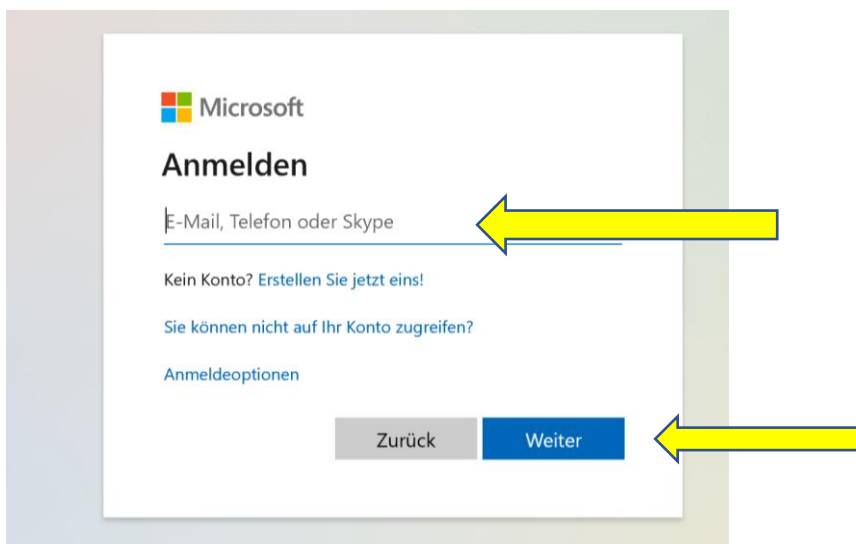 Microsoft
Anmelden
E-Mail, Telefon oder Skype
Kein Konto? Erstellen Sie jetzt eins!
Sie können nicht auf Ihr Konto zugreifen?
Anmeldeoptionen
Zurück Weiter